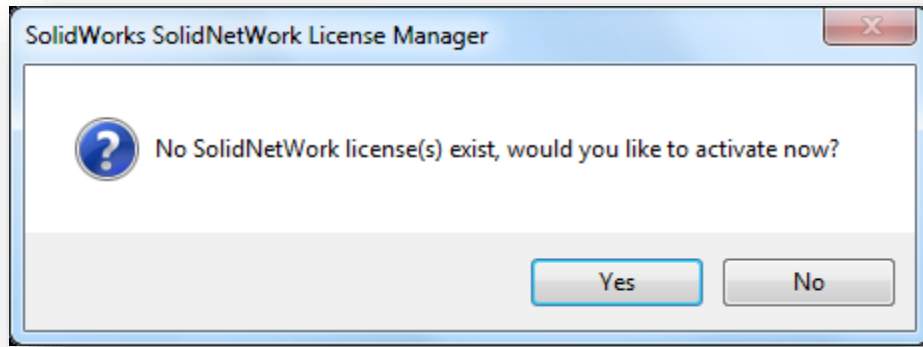 SolidWorks SolidNetWork License Manager
No SolidNetWork license(s) exist, would you like to activate now?
Yes No